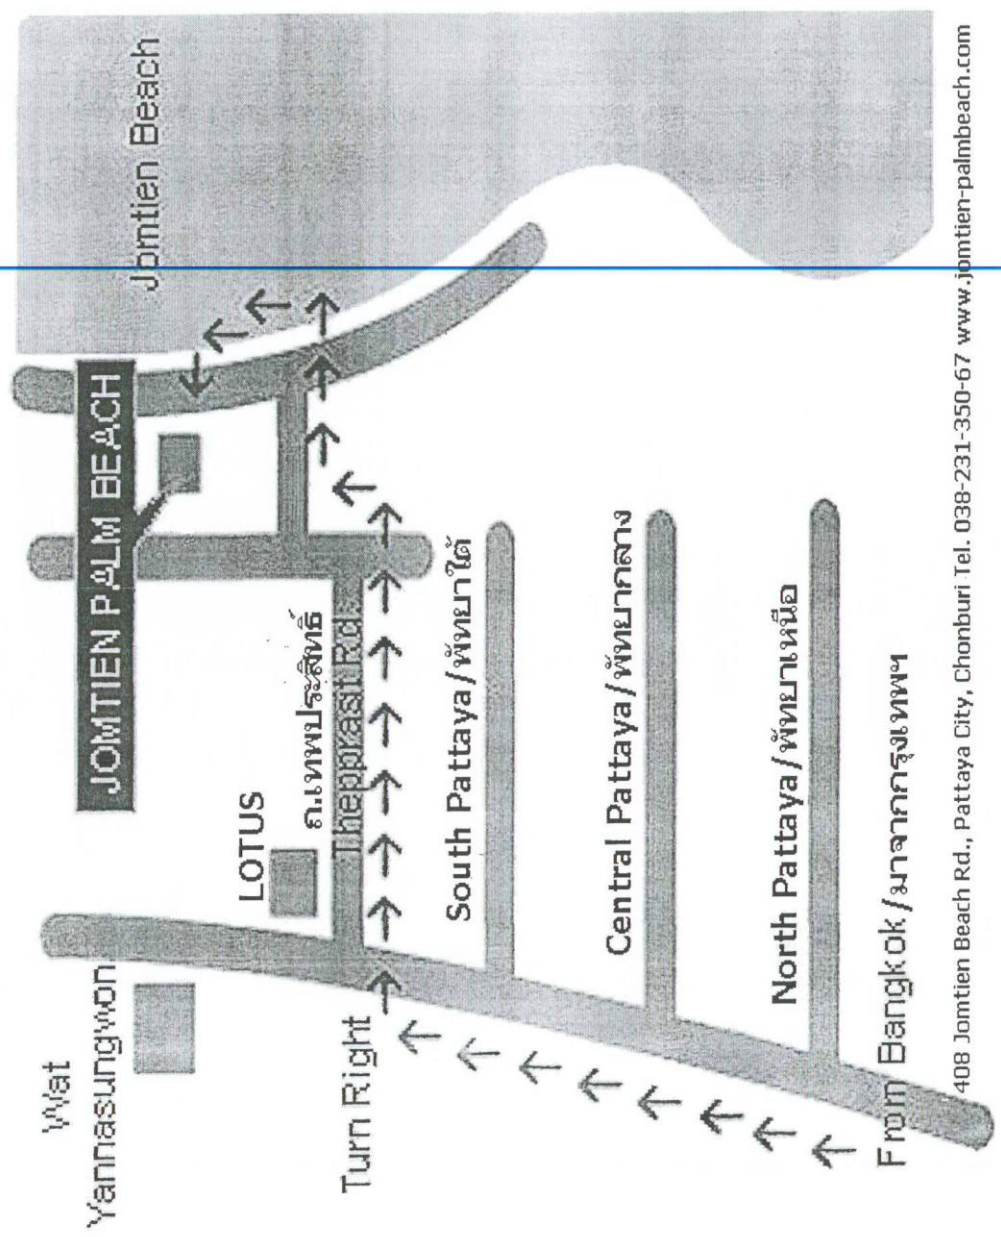 Wat
Yannasungwon
LOTUS
JOMTIEN PALM BEACH
Jomtien Beach
Turn Right
ถ.เทพประสิทธิ์
Thepprasit Rd.
South Pattaya/พัทยาใต้
Central Pattaya/พัทยากลาง
North Pattaya/พัทยาเหนือ
From Bangkok/มาจากกรุงเทพฯ
408 Jomtien Beach Rd., Pattaya City, Chonburi Tel. 038-231-350-67 www.jomtien-palmbeach.com